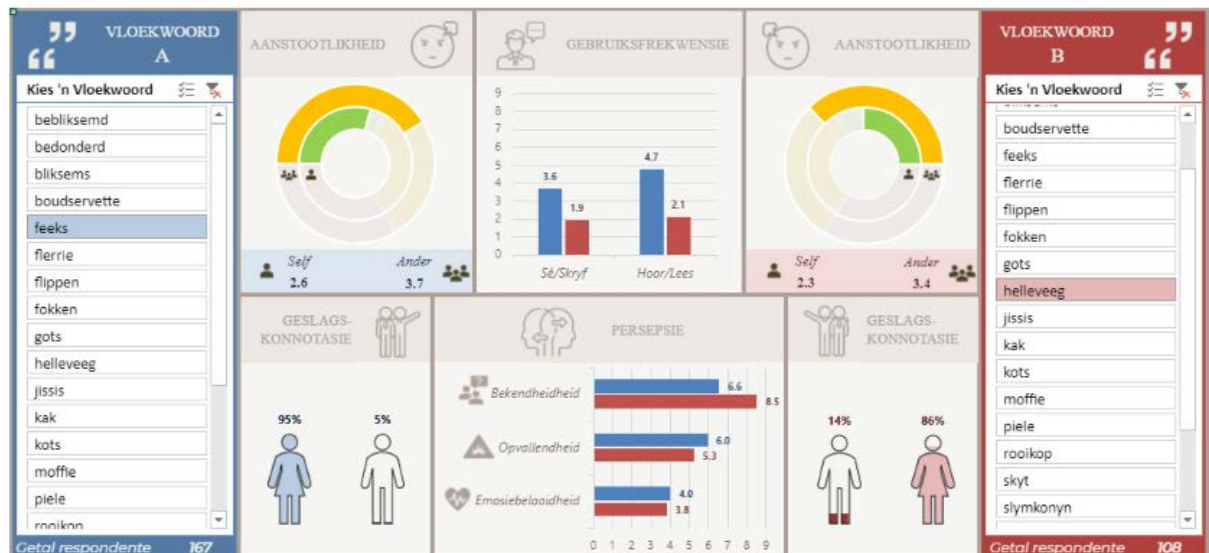 VLOEKWOORD
A
Kies 'n Vloekwoord
bebliksemd
bedonderd
bliksems
boudservette
feeks
flerrie
flippen
fokken
gots
helleveeg
jissis
kak
kots
moffie
piele
rooikop
Getal respondente 167
AANSTOOTLIKHEID
Self
2.6
Ander
3.7
GEBRUIKSFREKWENSIE
9
8
7
6
5
4
3
2
1
0
3.6
1.9
4.7
2.1
Sê/Skryf
Hoor/Lees
AANSTOOTLIKHEID
Self
2.3
Ander
3.4
GESLAGS-
KONNOTASIE
95%
5%
PERSEPSIE
Bekendheidheid
6.6
8.5
Opvallendheid
6.0
5.3
Emosiebelaaidheid
4.0
3.8
0 1 2 3 4 5 6 7 8 9
GESLAGS-
KONNOTASIE
14%
86%
VLOEKWOORD
B
Kies 'n Vloekwoord
boudservette
feeks
flerrie
flippen
fokken
gots
helleveeg
jissis
kak
kots
moffie
piele
rooikop
skyt
slymkonyn
Getal respondente 108